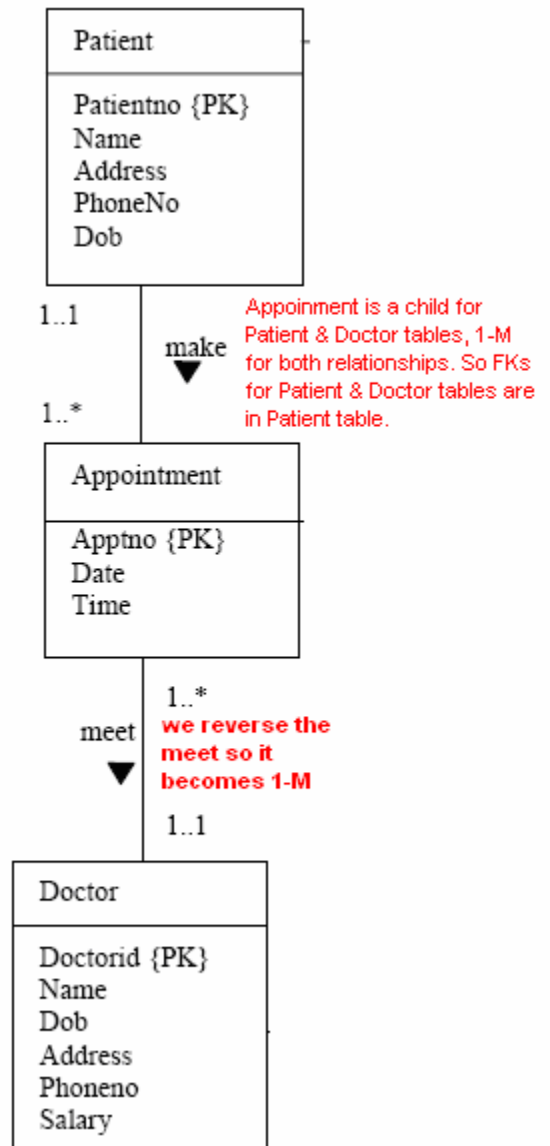 Patient
Patientno {PK}
Name
Address
PhoneNo
Dob
1..1
make
Appoinment is a child for
Patient & Doctor tables, 1-M
for both relationships. So FKs
for Patient & Doctor tables are
in Patient table.
1..*
Appointment
Apptno {PK}
Date
Time
1..*
meet
we reverse the
meet so it
becomes 1-M
1..1
Doctor
Doctorid {PK}
Name
Dob
Address
Phoneno
Salary